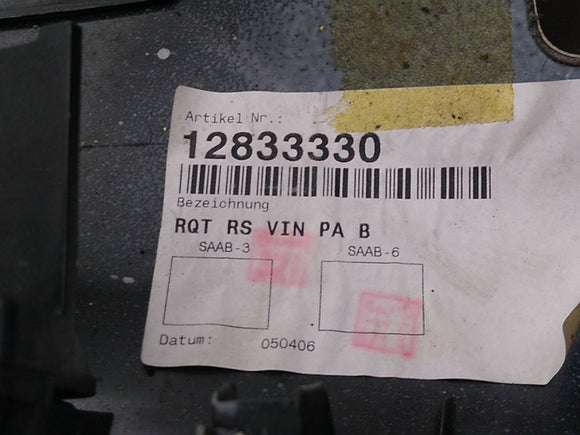 Artikel Nr.:
12833330
Bezeichnung
RQT RS VIN PA B
SAAB-3 SAAB-6
Datum: 050406